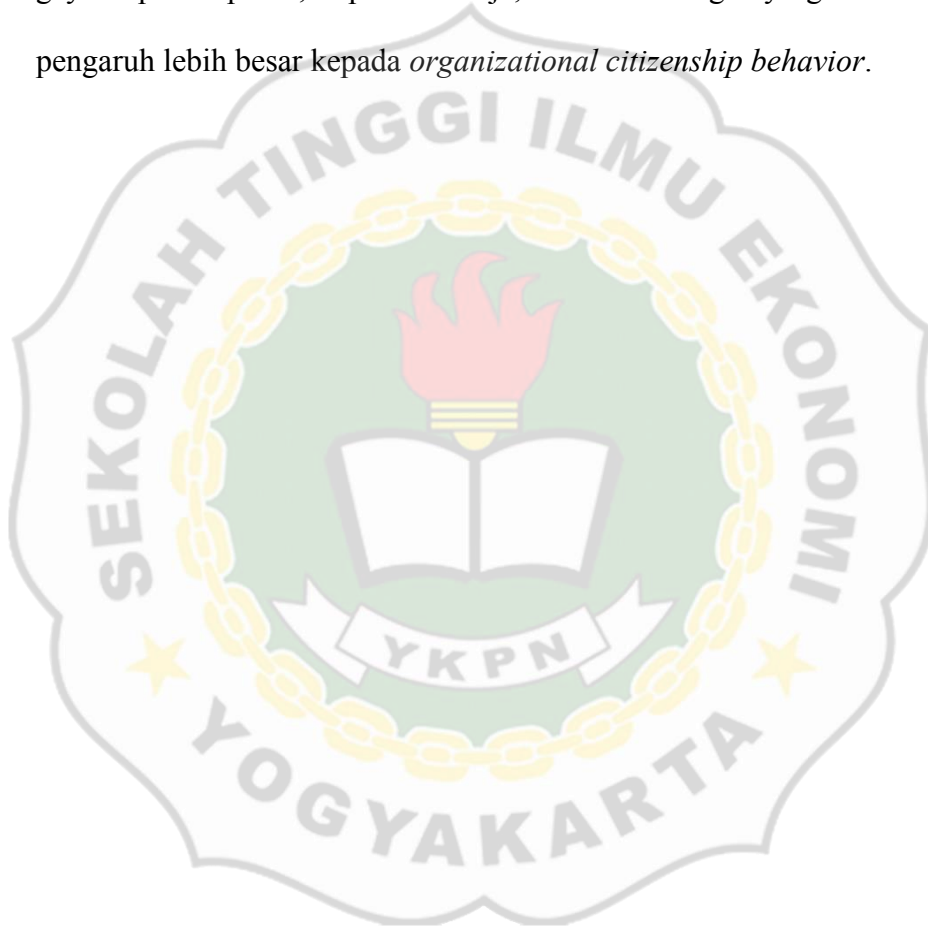 pengaruh lebih besar kepada organizational citizenship behavior.
SEKOLAH TINGGI ILMU EKONOMI
YKPN
YOGYAKARTA